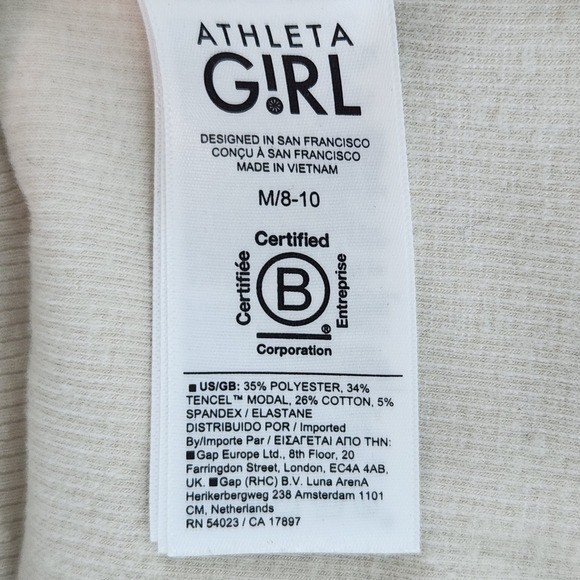 ATHLETA
G!RL
DESIGNED IN SAN FRANCISCO
CONÇU À SAN FRANCISCO
MADE IN VIETNAM
M/8-10
Certified
Certifiée
B
Entreprise
®
Corporation
■ US/GB: 35% POLYESTER, 34%
TENCEL™ MODAL, 26% COTTON, 5%
SPANDEX / ELASTANE
DISTRIBUIDO POR / Imported
By/Importe Par / ΕΙΣΑΓΕΤΑΙ ΑΠΟ ΤΗΝ:
■Gap Europe Ltd., 8th Floor, 20
Farringdon Street, London, EC4A 4AB,
UK. ■Gap (RHC) B.V. Luna ArenA
Herikerbergweg 238 Amsterdam 1101
CM, Netherlands
RN 54023 / CA 17897